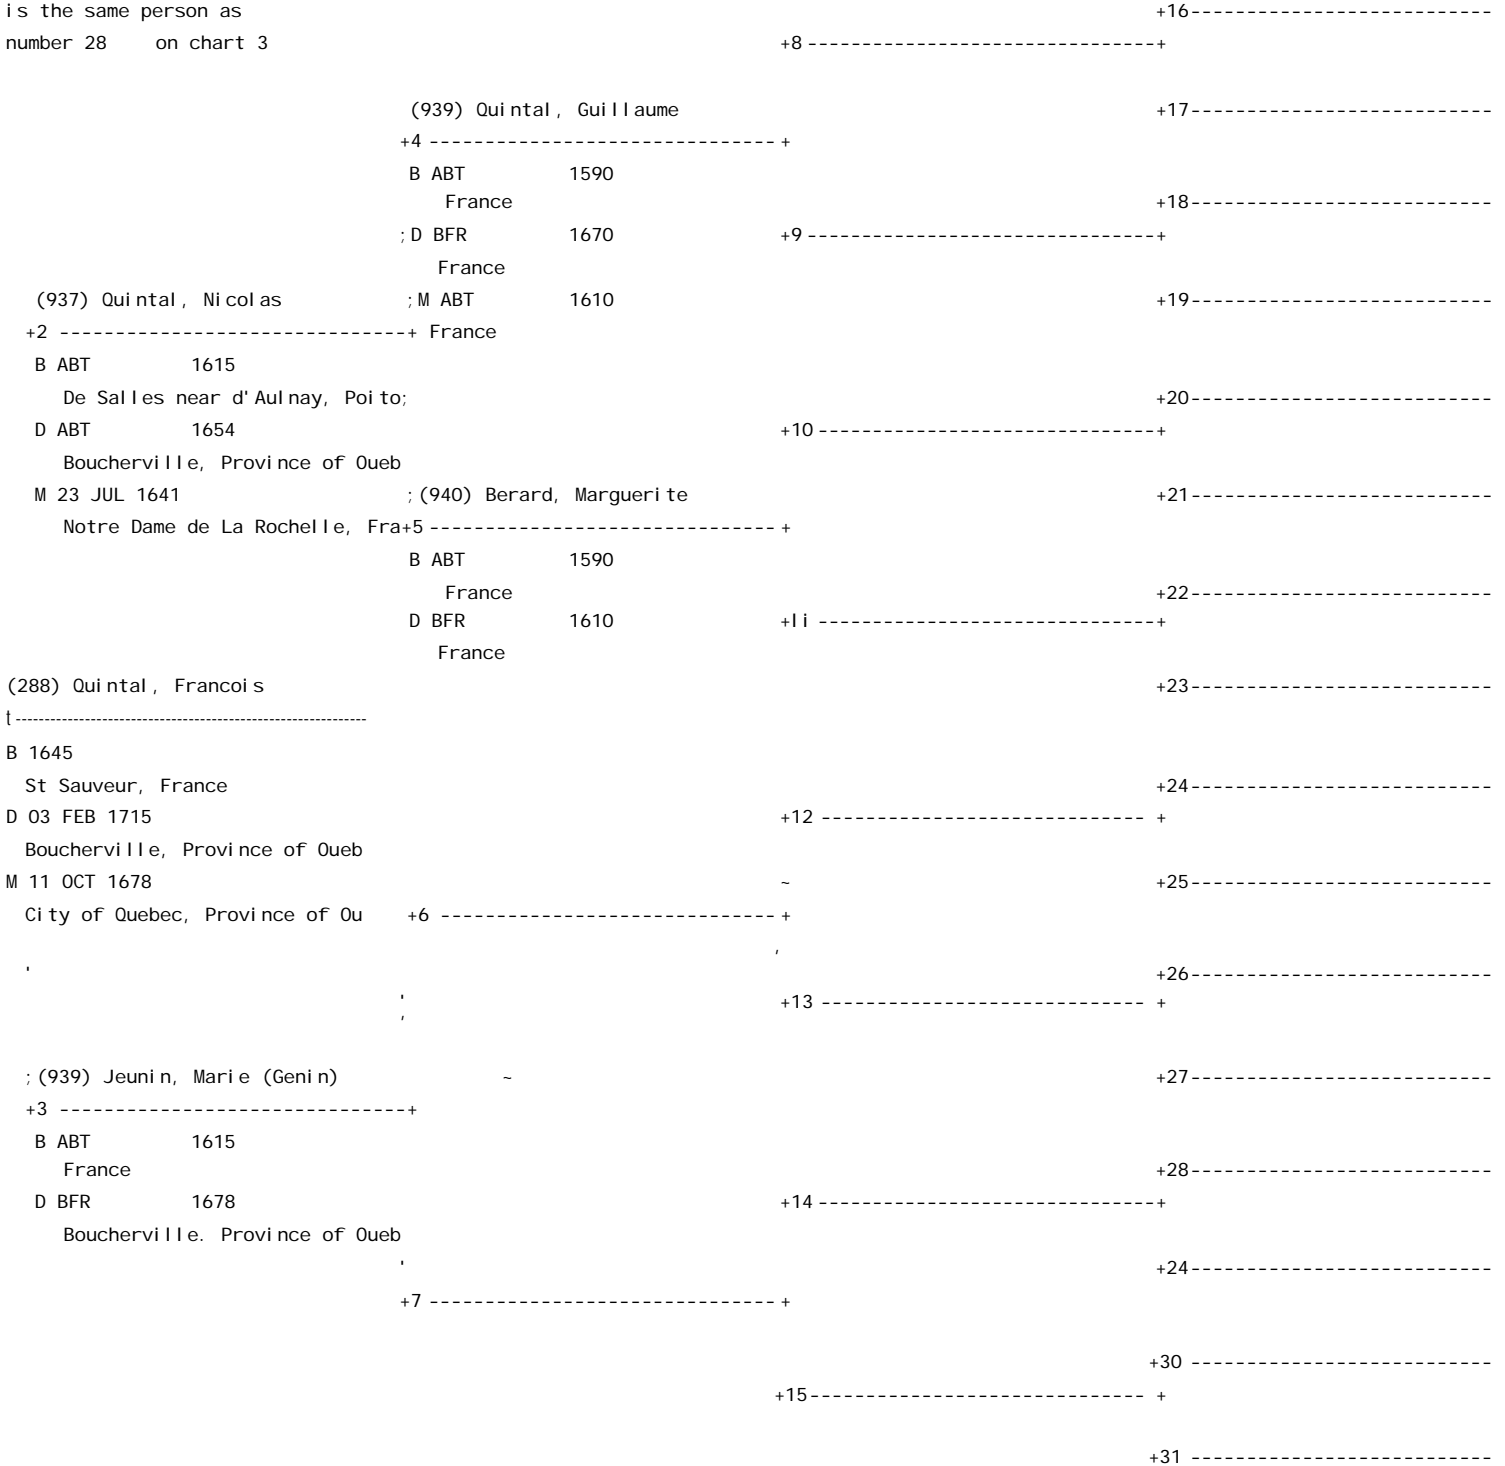 is the same person as
+16---------------------------
number 28 on chart 3
+8 --------------------------------+
(939) Quintal, Guillaume
+17---------------------------
+4 ------------------------------- +
B ABT 1590
France
+18---------------------------
;D BFR 1670
+9 --------------------------------+
France
(937) Quintal, Nicolas
;M ABT 1610
+19---------------------------
+2 -------------------------------+ France
B ABT 1615
De Salles near d'Aulnay, Poito;
+20---------------------------
D ABT 1654
+10 -------------------------------+
Boucherville, Province of Oueb
M 23 JUL 1641
;(940) Berard, Marguerite
+21---------------------------
Notre Dame de La Rochelle, Fra+5 ------------------------------- +
B ABT 1590
France
+22---------------------------
D BFR 1610
+li -------------------------------+
France
(288) Quintal, Francois
+23---------------------------
t-------------------------------------------------------------
B 1645
St Sauveur, France
+24---------------------------
D 03 FEB 1715
+12 ----------------------------- +
Boucherville, Province of Oueb
M 11 OCT 1678
~
+25---------------------------
City of Quebec, Province of Ou
+6 ------------------------------ +
,
'
+26---------------------------
'
+13 ----------------------------- +
,
;(939) Jeunin, Marie (Genin)
~
+27---------------------------
+3 -------------------------------+
B ABT 1615
France
+28---------------------------
D BFR 1678
+14 -------------------------------+
Boucherville. Province of Oueb
'
+24---------------------------
+7 ------------------------------- +
+30 ---------------------------
+15------------------------------ +
+31 ---------------------------